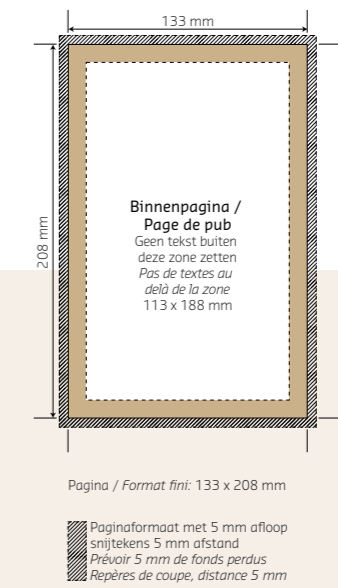 133 mm
208 mm
Binnenpagina /
Page de pub
Geen tekst buiten
deze zone zetten
Pas de textes au
delà de la zone
113 x 188 mm
Pagina / Format fini: 133 x 208 mm
Paginaformaat met 5 mm afloop
snijtekens 5 mm afstand
Prévoir 5 mm de fonds perdus
Repères de coupe, distance 5 mm